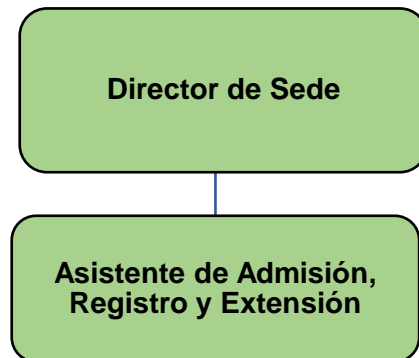 Director de Sede
Asistente de Admisión,
Registro y Extensión